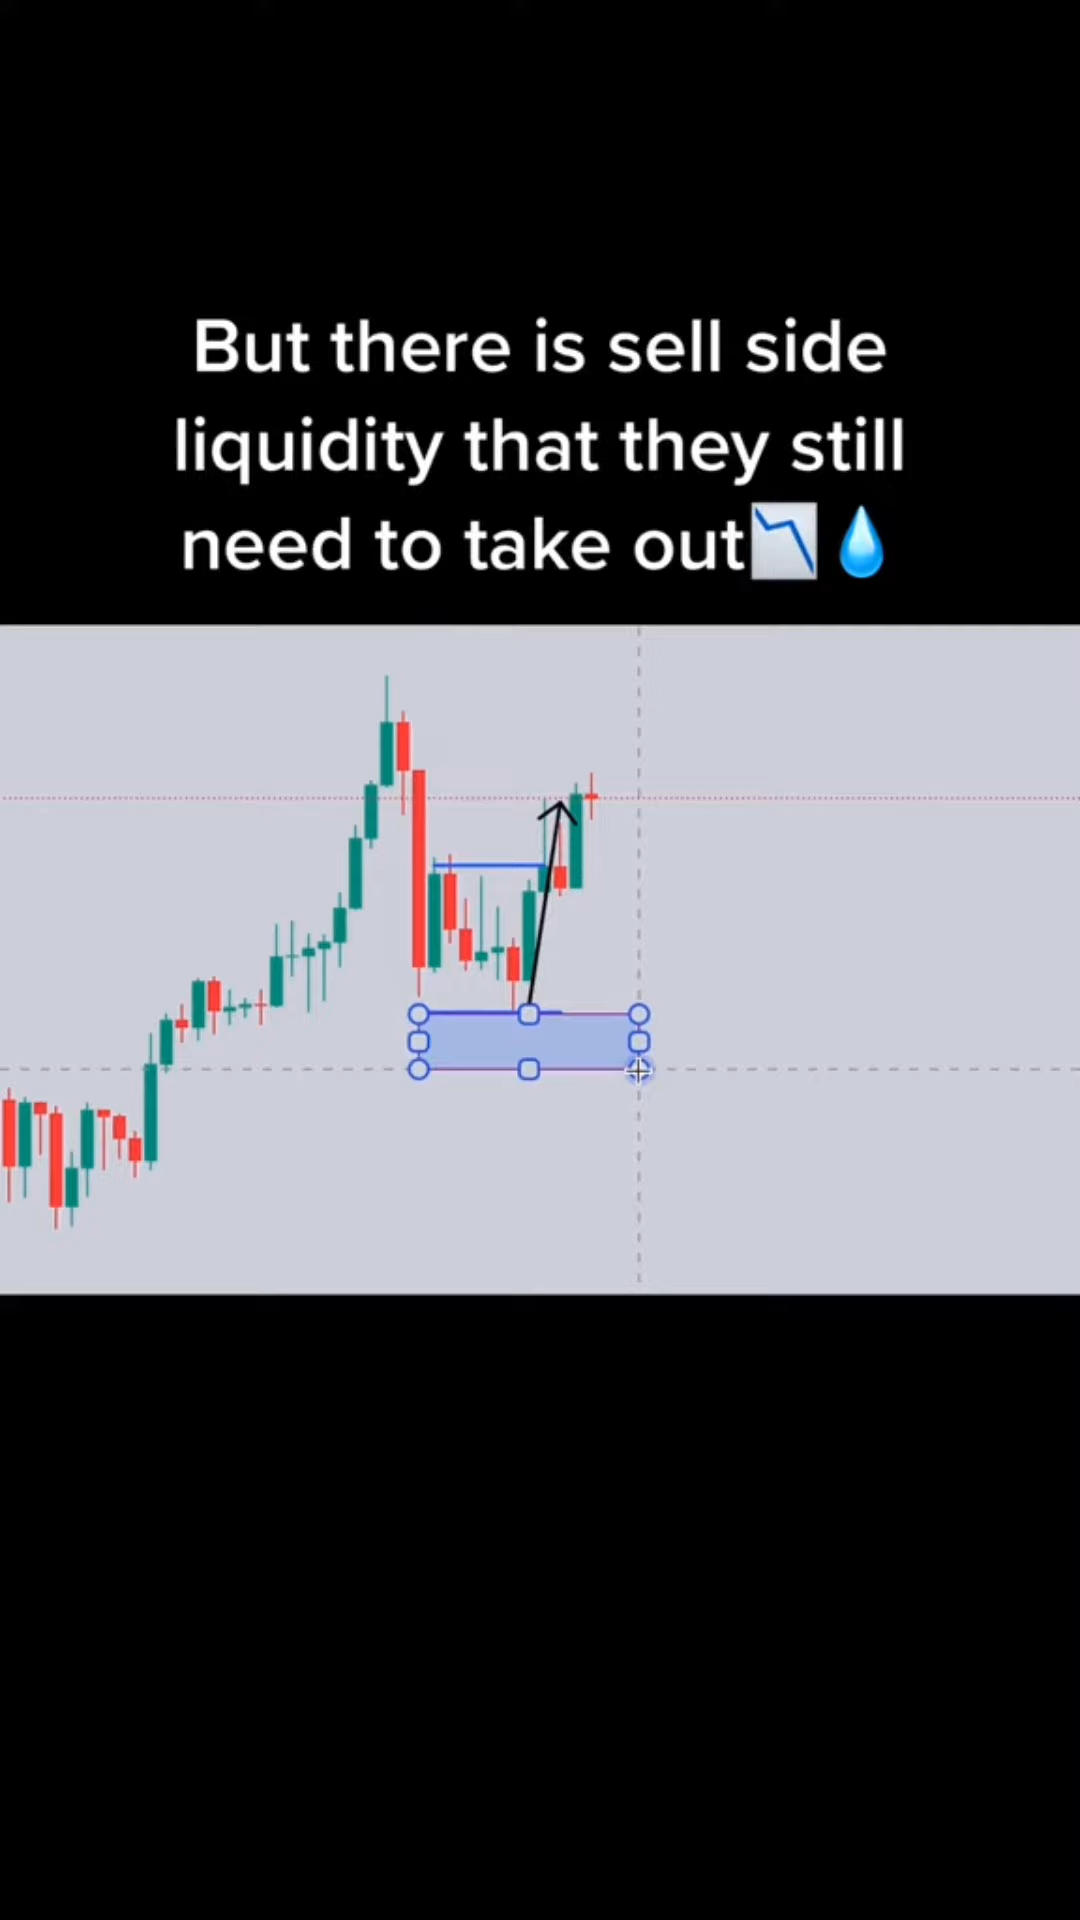 But there is sell side
liquidity that they still
need to take out📉💧